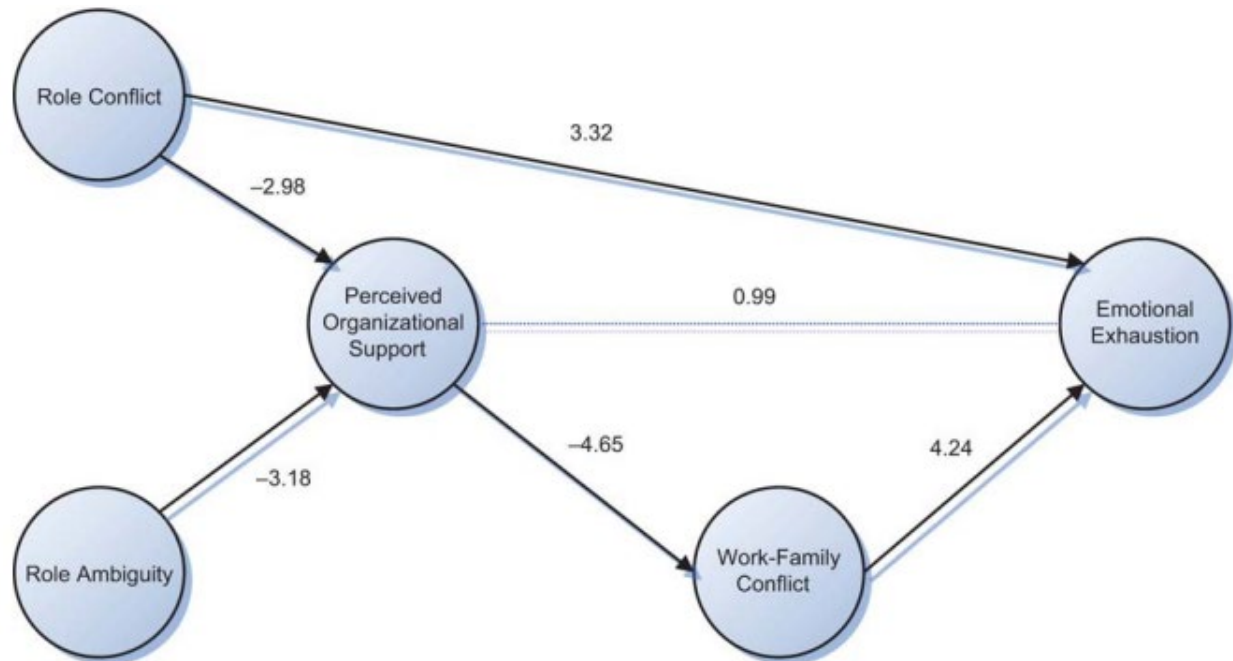 Role Conflict
3.32
–2.98
Perceived
Organizational
Support
0.99
Emotional
Exhaustion
–4.65
4.24
–3.18
Work-Family
Conflict
Role Ambiguity